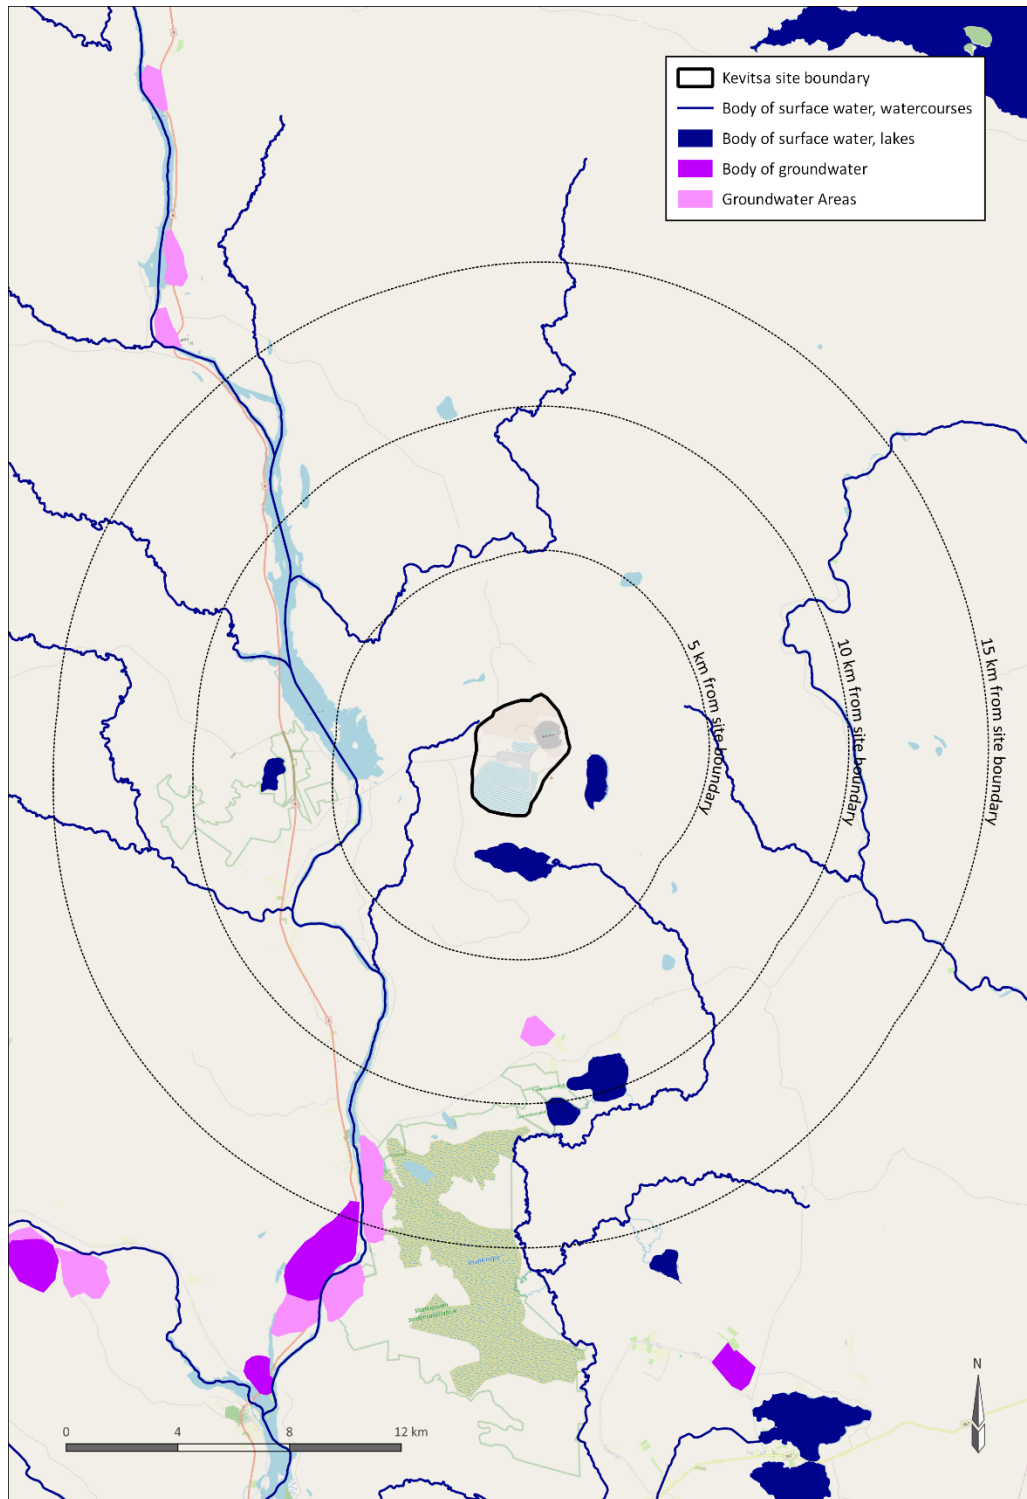 Kevitsa site boundary
Body of surface water, watercourses
Body of surface water, lakes
Body of groundwater
Groundwater Areas
5 km from site boundary
10 km from site boundary
15 km from site boundary
N
0 4 8 12 km